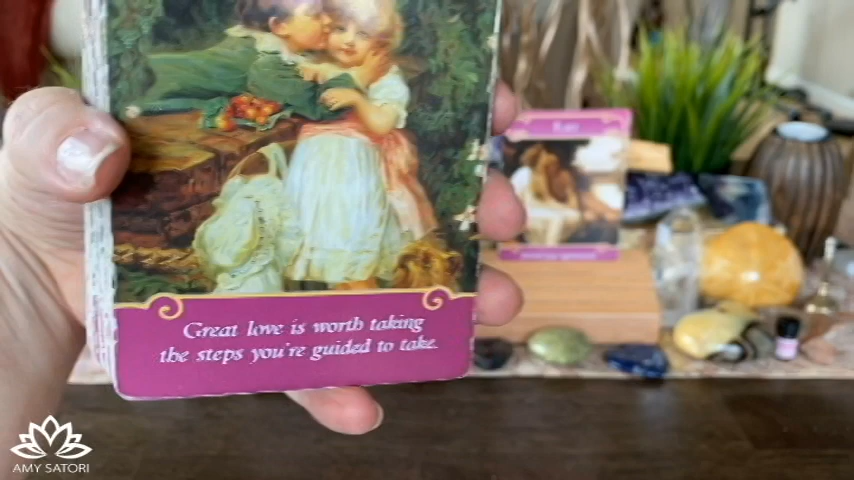 Great love is worth taking
the steps you're guided to take.
AMY SATORI